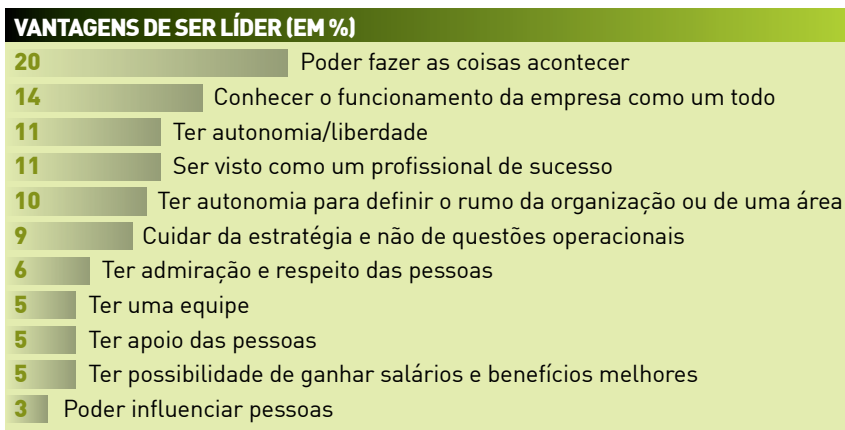 VANTAGENS DE SER LÍDER (EM %)
20 Poder fazer as coisas acontecer
14 Conhecer o funcionamento da empresa como um todo
11 Ter autonomia/liberdade
11 Ser visto como um profissional de sucesso
10 Ter autonomia para definir o rumo da organização ou de uma área
9 Cuidar da estratégia e não de questões operacionais
6 Ter admiração e respeito das pessoas
5 Ter uma equipe
5 Ter apoio das pessoas
5 Ter possibilidade de ganhar salários e benefícios melhores
3 Poder influenciar pessoas